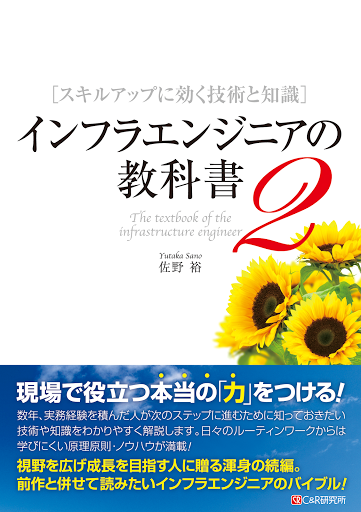 [スキルアップに効く技術と知識]
インフラエンジニアの
教科書2
The textbook of the
infrastructure engineer
Yutaka Sano
佐野 裕
現場で役立つ本当の「力」をつける!
数年、実務経験を積んだ人が次のステップに進むために知っておきたい
技術や知識をわかりやすく解説します。日々のルーティンワークからは
学びにくい原理原則・ノウハウが満載!
視野を広げ成長を目指す人に贈る渾身の続編。
前作と併せて読みたいインフラエンジニアのバイブル!
C&R研究所